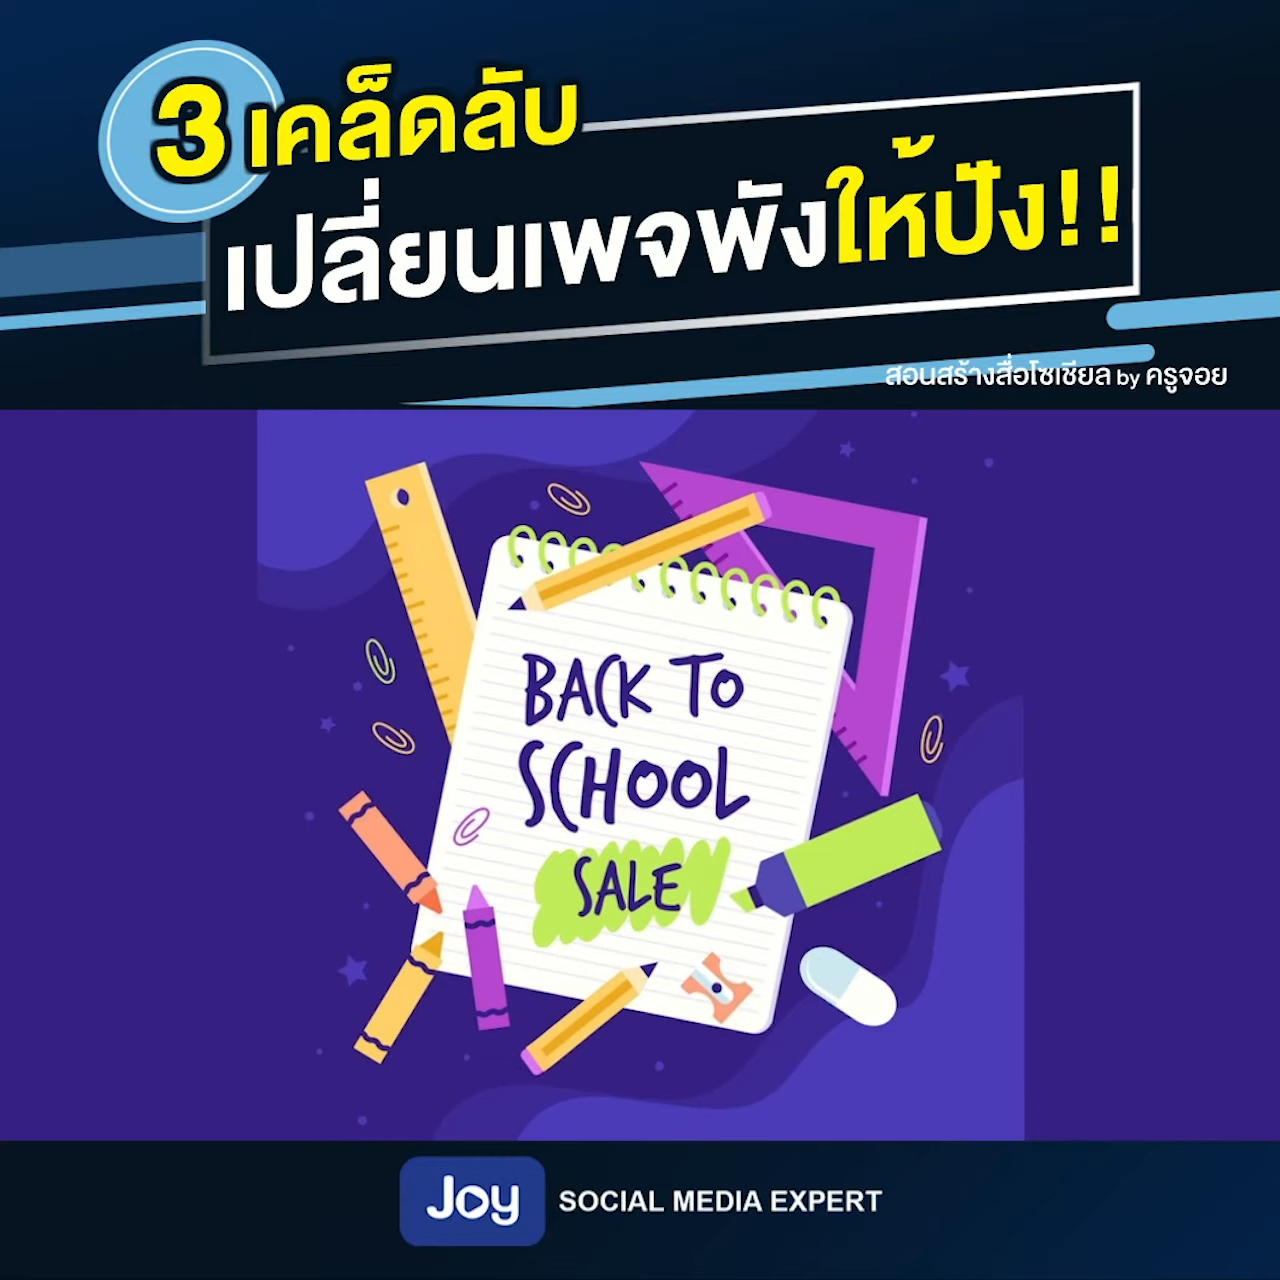 3 เคล็ดลับ
เปลี่ยนเพจพังให้ปัง!!
สอนสร้างสื่อโซเชียล by ครูจอย
BACK TO
SCHOOL
SALE
Joy SOCIAL MEDIA EXPERT